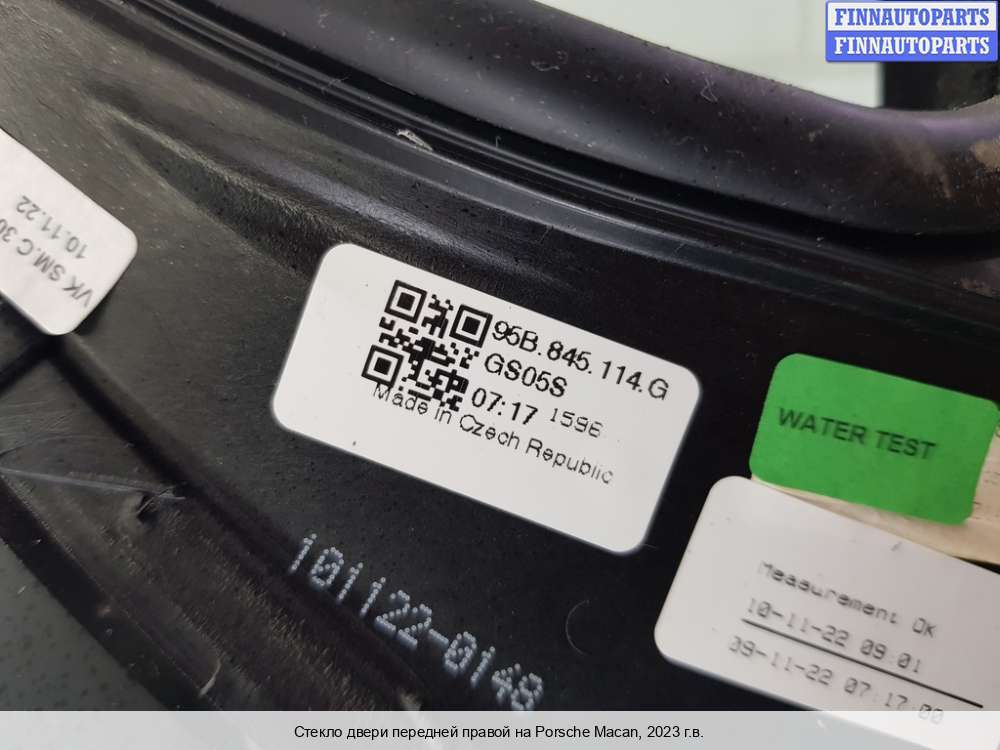 FINNAUTOPARTS
FINNAUTOPARTS
VK SM.C 30
10.11.22
95B.845.114.G
GS05S
07:17 1596
Made in Czech Republic
WATER TEST
Measurement OK
10-11-22 09:01
09-11-22 07:17:00
101122-0148
Стекло двери передней правой на Porsche Macan, 2023 г.в.